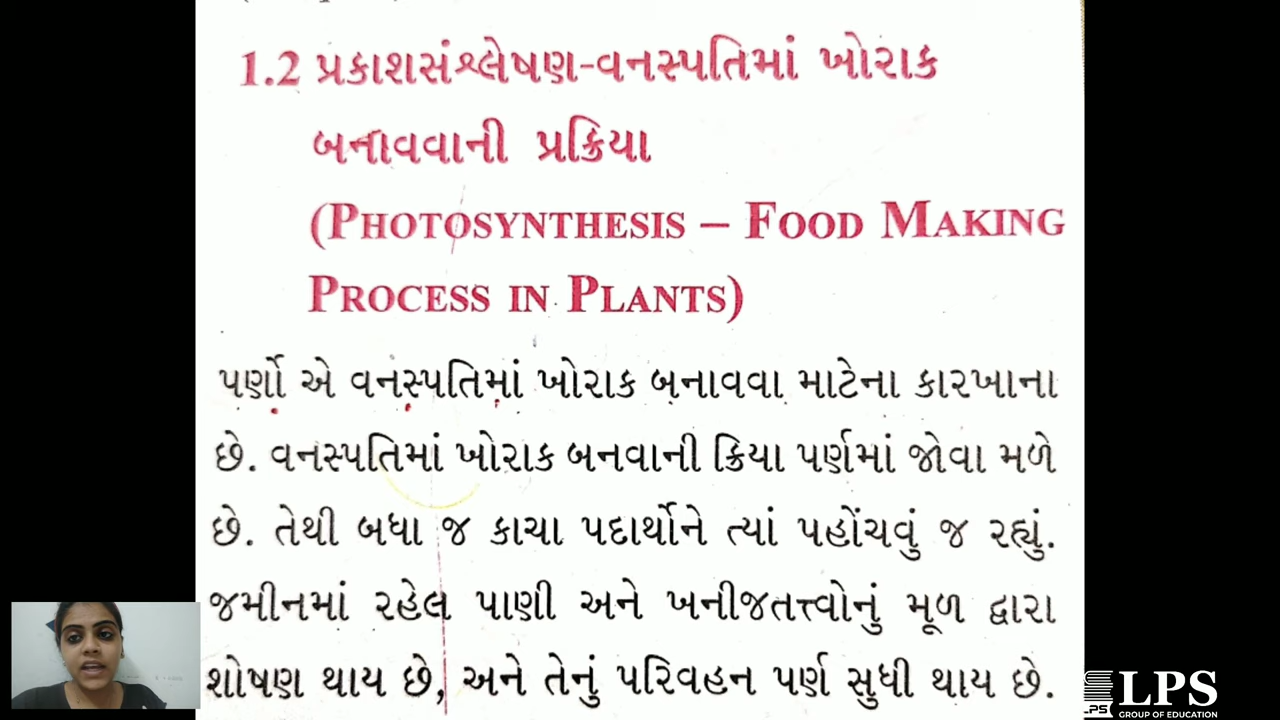 1.2 પ્રકાશસંશ્લેષણ-વનસ્પતિમાં ખોરાક
બનાવવાની પ્રક્રિયા
(PHOTOSYNTHESIS – FOOD MAKING
PROCESS IN PLANTS)
પર્ણો એ વનસ્પતિમાં ખોરાક બનાવવા માટેના કારખાના
છે. વનસ્પતિમાં ખોરાક બનવાની ક્રિયા પર્ણમાં જોવા મળે
છે. તેથી બધા જ કાચા પદાર્થોને ત્યાં પહોંચવું જ રહ્યું.
જમીનમાં રહેલ પાણી અને ખનીજતત્ત્વોનું મૂળ દ્વારા
શોષણ થાય છે, અને તેનું પરિવહન પર્ણ સુધી થાય છે.
LPS
LPS
GROUP OF EDUCATION